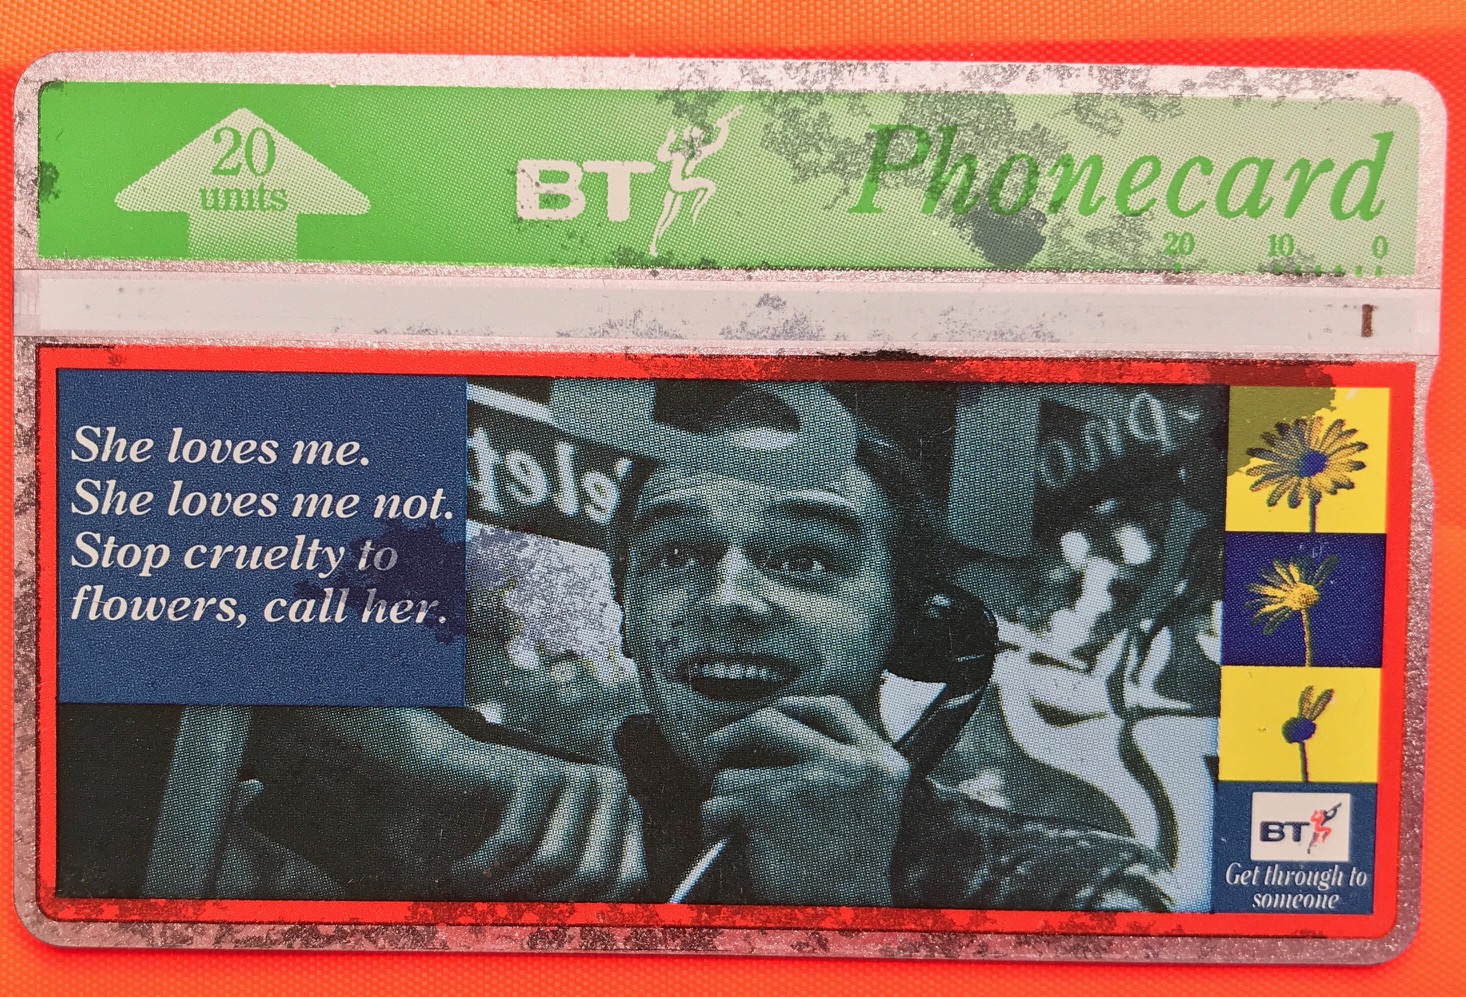 20
units
BT
Phonecard
20 10 0
She loves me.
She loves me not.
Stop cruelty to
flowers, call her.
BT
Get through to
someone